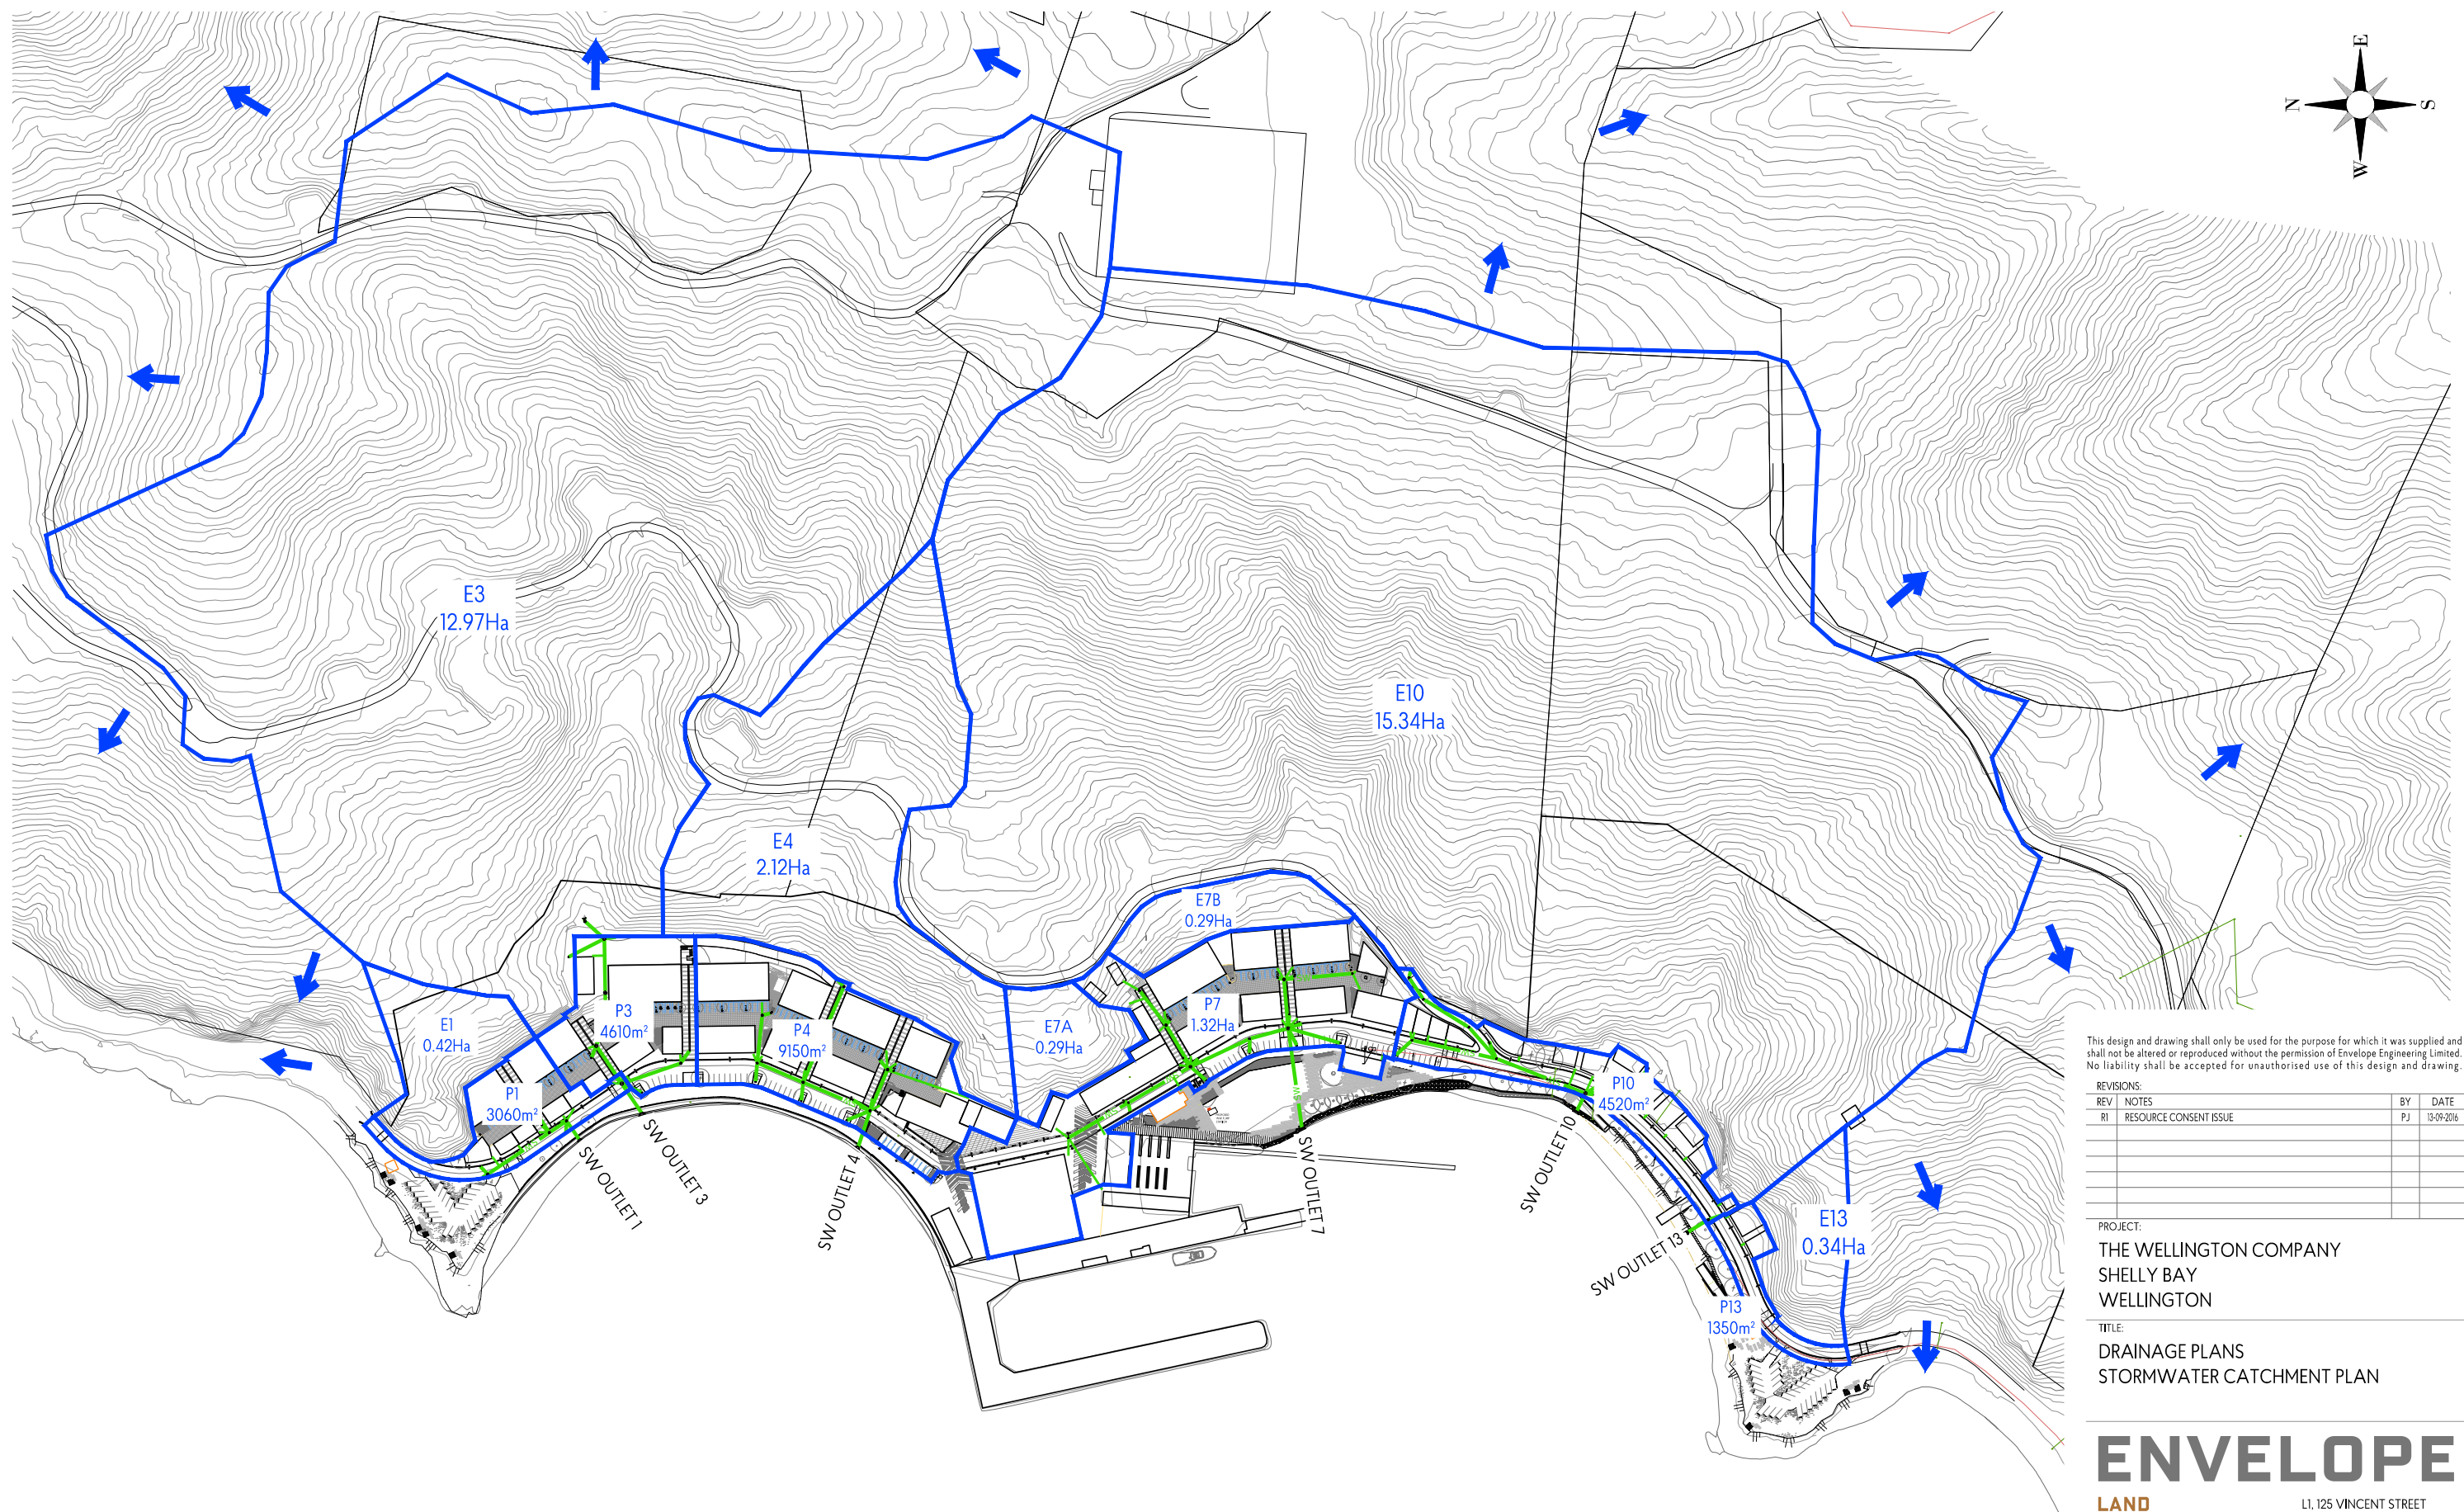 E
N
S
W
E3
12.97Ha
E10
15.34Ha
E4
2.12Ha
E7B
0.29Ha
E1
0.42Ha
P3
4610m²
P4
9150m²
E7A
0.29Ha
P7
1.32Ha
P1
3060m²
P10
4520m²
E13
0.34Ha
P13
1350m²
SW OUTLET 1
SW OUTLET 3
SW OUTLET 4
SW OUTLET 7
SW OUTLET 10
SW OUTLET 13
This design and drawing shall only be used for the purpose for which it was supplied and
shall not be altered or reproduced without the permission of Envelope Engineering Limited.
No liability shall be accepted for unauthorised use of this design and drawing.
REVISIONS:
REV NOTES BY DATE
R1 RESOURCE CONSENT ISSUE PJ 13-09-2016
PROJECT:
THE WELLINGTON COMPANY
SHELLY BAY
WELLINGTON
TITLE:
DRAINAGE PLANS
STORMWATER CATCHMENT PLAN
ENVELOPE
LAND
L1, 125 VINCENT STREET